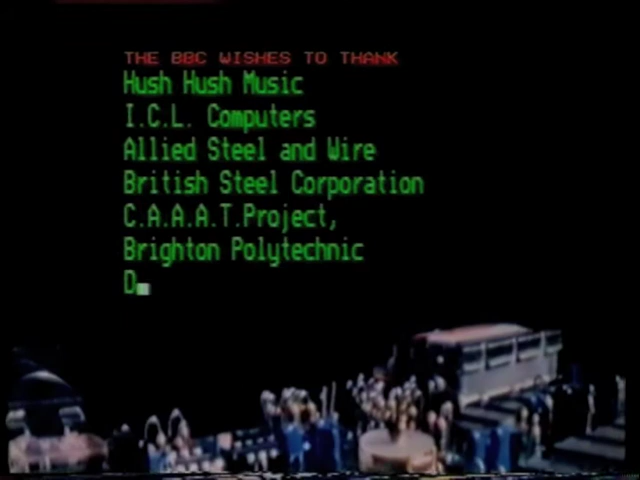 THE BBC WISHES TO THANK
Hush Hush Music
I.C.L. Computers
Allied Steel and Wire
British Steel Corporation
C.A.A.A.T.Project,
Brighton Polytechnic
D